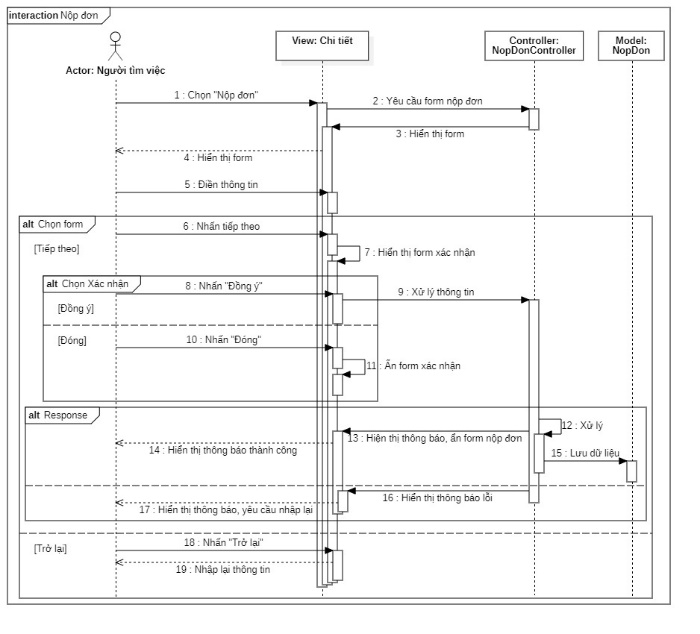 interaction Nộp đơn
View: Chi tiết
Controller:
NopDonController
Model:
NopDon
Actor: Người tìm việc
1 : Chọn "Nộp đơn"
2 : Yêu cầu form nộp đơn
3 : Hiển thị form
4 : Hiển thị form
5 : Điền thông tin
alt Chọn form
6 : Nhấn tiếp theo
[Tiếp theo]
7 : Hiển thị form xác nhận
alt Chọn Xác nhận
8 : Nhấn "Đồng ý"
9 : Xử lý thông tin
[Đồng ý]
[Đóng]
10 : Nhấn "Đóng"
11 : Ẩn form xác nhận
alt Response
12 : Xử lý
13 : Hiện thị thông báo, ẩn form nộp đơn
14 : Hiển thị thông báo thành công
15 : Lưu dữ liệu
16 : Hiển thị thông báo lỗi
17 : Hiển thị thông báo, yêu cầu nhập lại
[Trở lại]
18 : Nhấn "Trở lại"
19 : Nhập lại thông tin